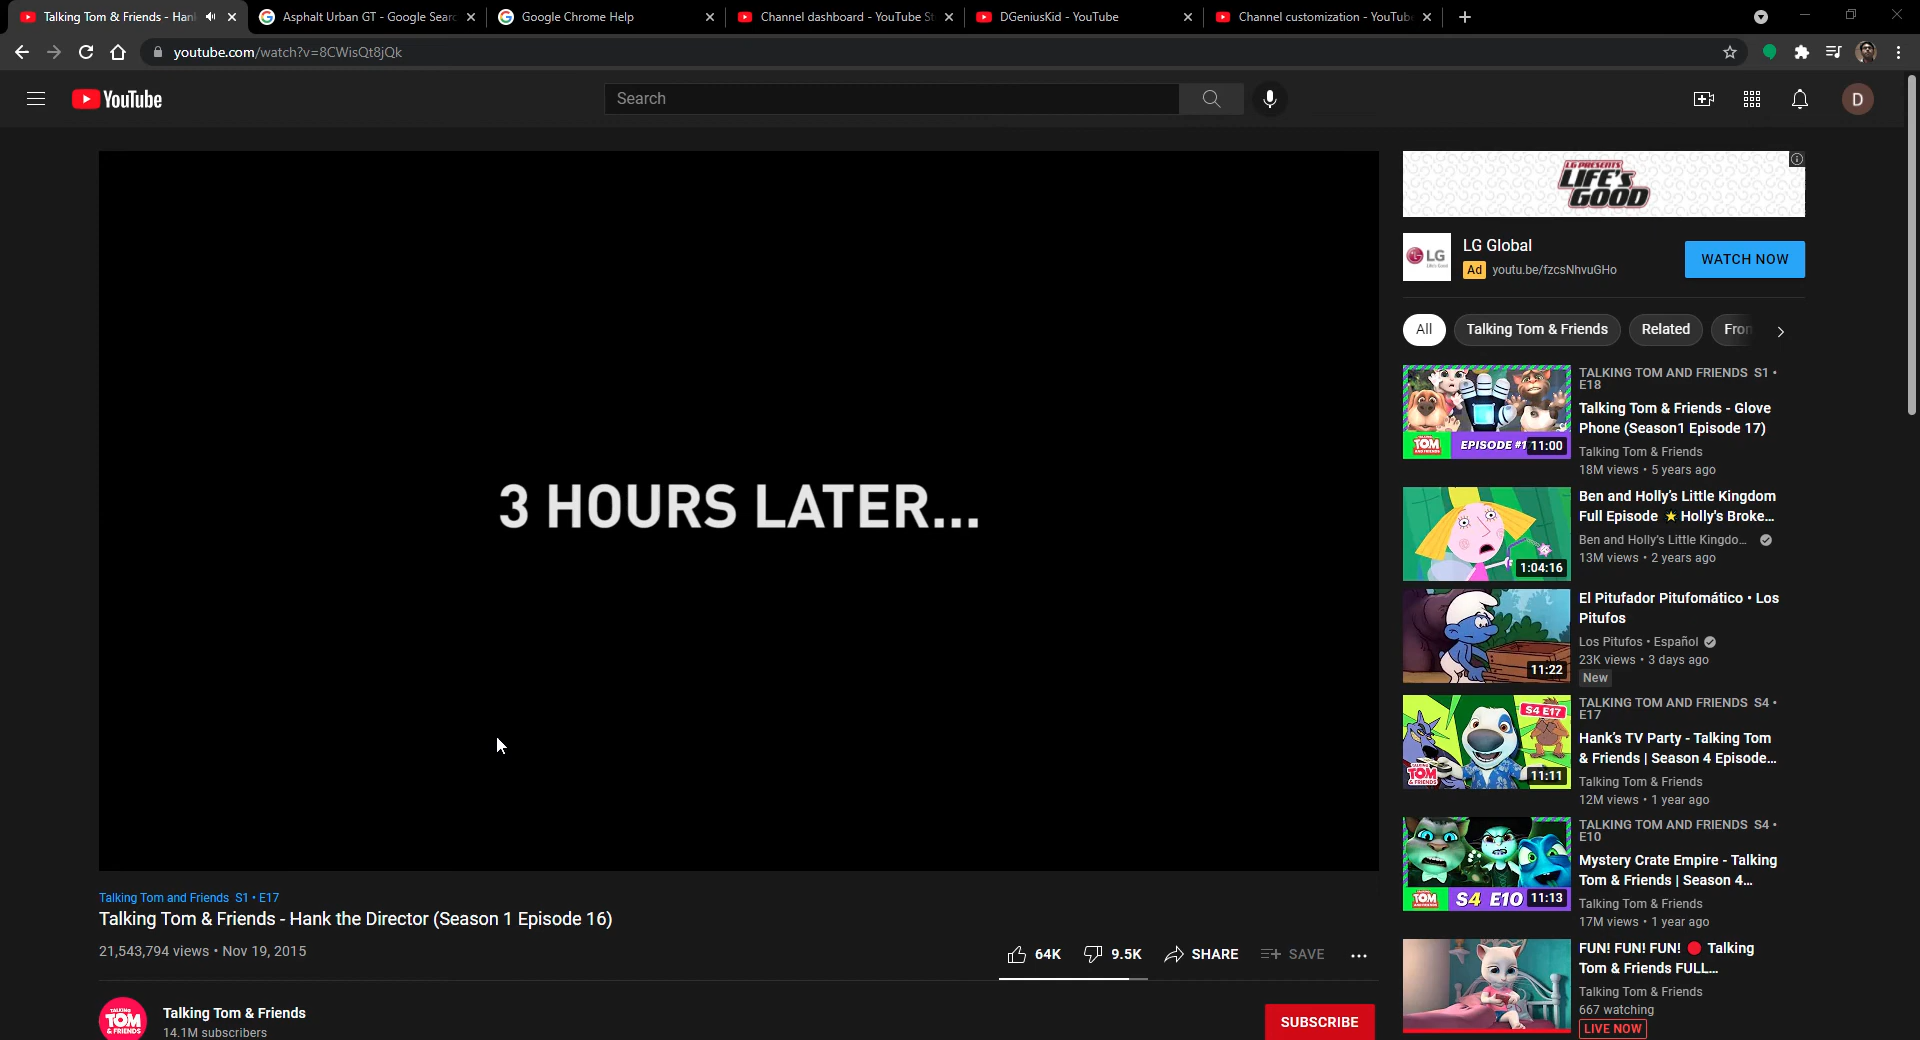 Talking Tom & Friends - Han
Asphalt Urban GT - Google Sear
Google Chrome Help
Channel dashboard - YouTube S
DGeniusKid - YouTube
Channel customization - YouTub
youtube.com/watch?v=8CWisQt8jQk
YouTube
Search
D
3 HOURS LATER...
Talking Tom and Friends S1 • E17
Talking Tom & Friends - Hank the Director (Season 1 Episode 16)
21,543,794 views • Nov 19, 2015
64K
9.5K
SHARE
SAVE
TALKING
TOM
& FRIENDS
Talking Tom & Friends
14.1M subscribers
SUBSCRIBE
LG PRESENTS
LIFE'S
GOOD
LG
LG Global
Ad youtu.be/fzcsNhvuGHo
WATCH NOW
All
Talking Tom & Friends
Related
From
TOM
EPISODE #1
11:00
TALKING TOM AND FRIENDS S1 •
E18
Talking Tom & Friends - Glove
Phone (Season1 Episode 17)
Talking Tom & Friends
18M views • 5 years ago
1:04:16
Ben and Holly's Little Kingdom
Full Episode ⭐ Holly's Broke...
Ben and Holly's Little Kingdo...
13M views • 2 years ago
11:22
El Pitufador Pitufomático • Los
Pitufos
Los Pitufos • Español
23K views • 3 days ago
New
S4 E17
TOM
11:11
TALKING TOM AND FRIENDS S4 •
E17
Hank's TV Party - Talking Tom
& Friends | Season 4 Episode...
Talking Tom & Friends
12M views • 1 year ago
TOM
S4 E10
11:13
TALKING TOM AND FRIENDS S4 •
E10
Mystery Crate Empire - Talking
Tom & Friends | Season 4...
Talking Tom & Friends
17M views • 1 year ago
FUN! FUN! FUN! 🔴 Talking
Tom & Friends FULL...
Talking Tom & Friends
667 watching
LIVE NOW